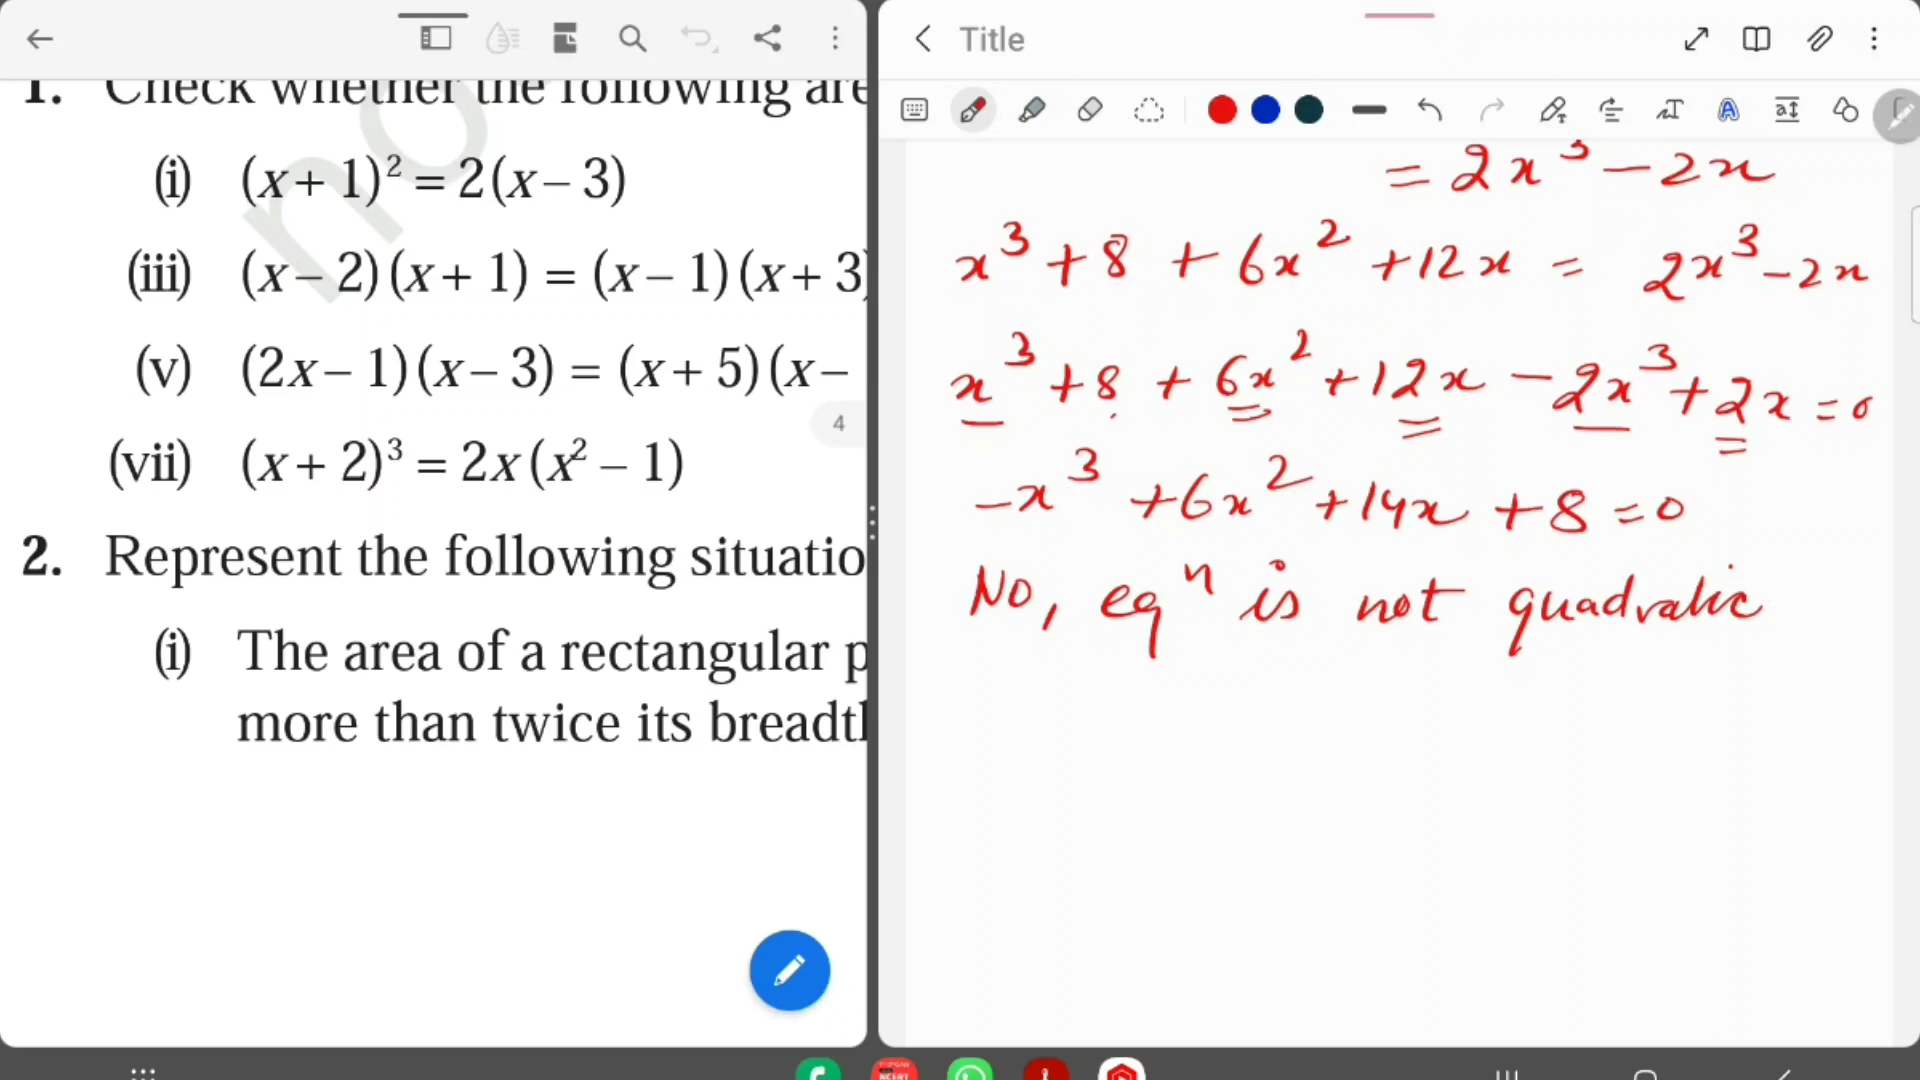 1. Check whether the following are
(i) (x + 1)² = 2(x – 3)
(iii) (x – 2)(x + 1) = (x – 1)(x + 3)
(v) (2x – 1)(x – 3) = (x + 5)(x –
4
(vii) (x + 2)³ = 2x(x² – 1)
2. Represent the following situatio
(i) The area of a rectangular p
more than twice its breadth
no
Title
= 2x³ – 2x
x³ + 8 + 6x² + 12x = 2x³ – 2x
x³ + 8 + 6x² + 12x – 2x³ + 2x = 0
–x³ + 6x² + 14x + 8 = 0
No, eqⁿ is not quadratic